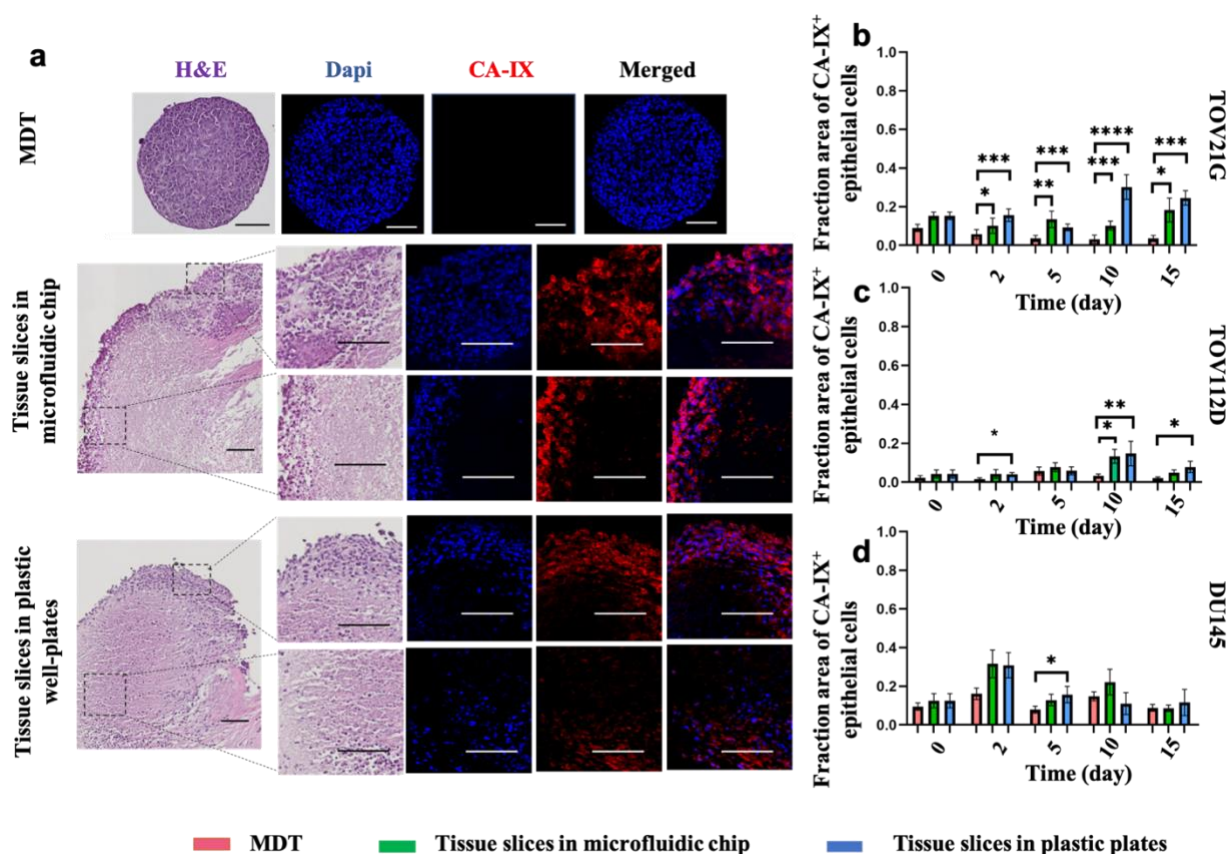 a
H&E Dapi CA-IX Merged
MDT
Tissue slices in
microfluidic chip
Tissue slices in plastic
well-plates
b
Fraction area of CA-IX+
epithelial cells
1.0
0.8
0.6
0.4
0.2
0.0
* *** ** *** *** **** * ***
0 2 5 10 15
Time (day)
TOV21G
c
Fraction area of CA-IX+
epithelial cells
1.0
0.8
0.6
0.4
0.2
0.0
* * ** *
0 2 5 10 15
Time (day)
TOV112D
d
Fraction area of CA-IX+
epithelial cells
1.0
0.8
0.6
0.4
0.2
0.0
*
0 2 5 10 15
Time (day)
DU145
MDT Tissue slices in microfluidic chip Tissue slices in plastic plates